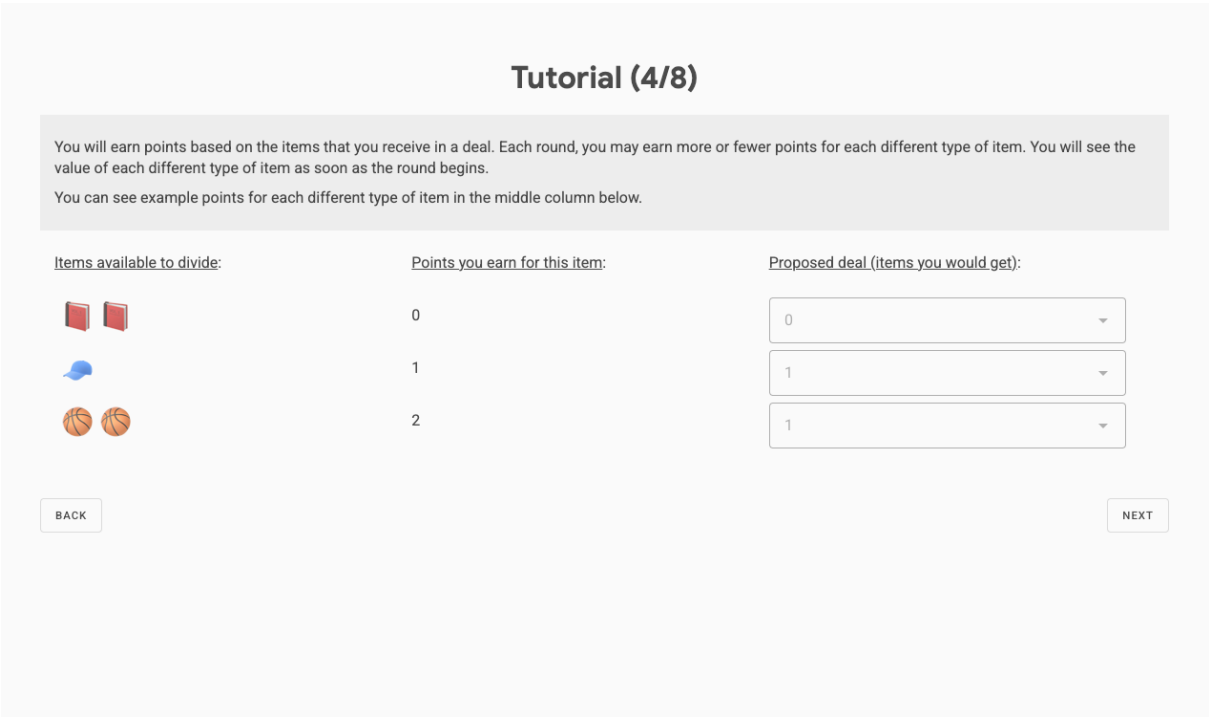 Tutorial (4/8)
You will earn points based on the items that you receive in a deal. Each round, you may earn more or fewer points for each different type of item. You will see the
value of each different type of item as soon as the round begins.
You can see example points for each different type of item in the middle column below.
Items available to divide: Points you earn for this item: Proposed deal (items you would get):
0 0
1 1
2 1
BACK NEXT